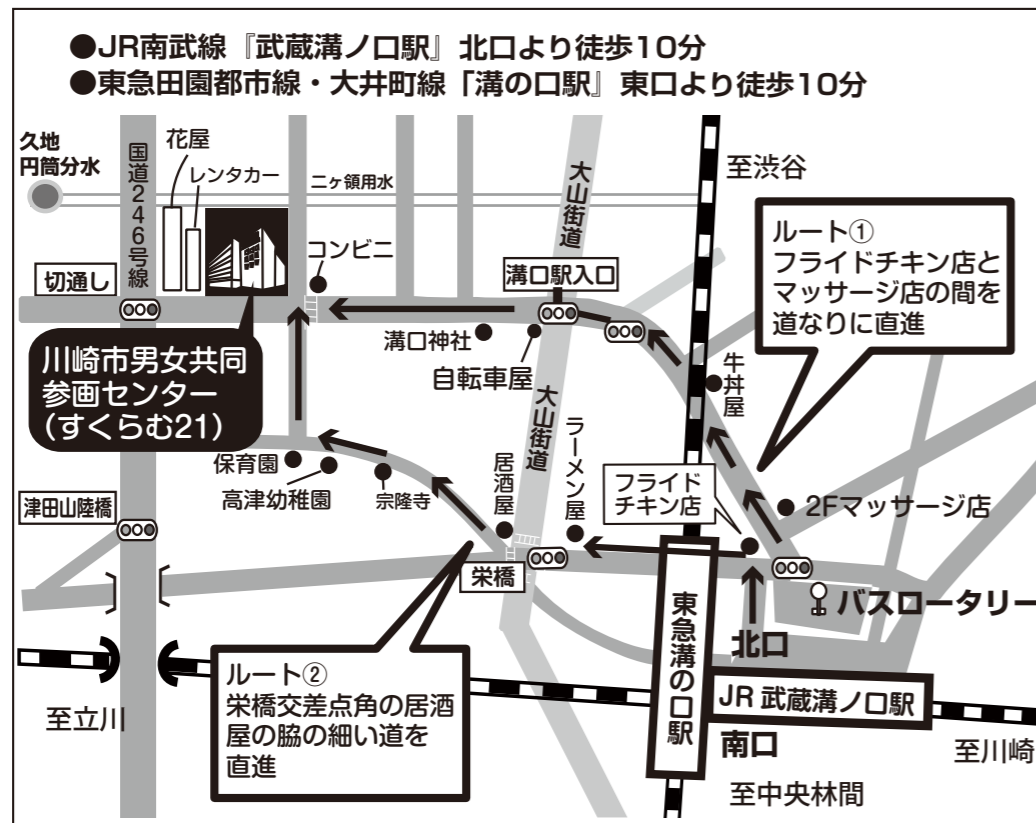 ●JR南武線『武蔵溝ノ口駅』北口より徒歩10分
●東急田園都市線・大井町線「溝の口駅』東口より徒歩10分
久地
円筒分水
国道246号線
花屋
レンタカー
二ヶ領用水
大山街道
至渋谷
ルート①
フライドチキン店と
マッサージ店の間を
道なりに直進
切通し
コンビニ
溝口駅入口
溝口神社
自転車屋
牛丼屋
川崎市男女共同
参画センター
(すくらむ21)
大山街道
保育園
高津幼稚園
宗隆寺
居酒屋
ラーメン屋
フライド
チキン店
2Fマッサージ店
津田山陸橋
栄橋
バスロータリー
北口
東急溝の口駅
JR 武蔵溝ノ口駅
南口
ルート②
栄橋交差点角の居酒
屋の脇の細い道を
直進
至立川
至川崎
至中央林間